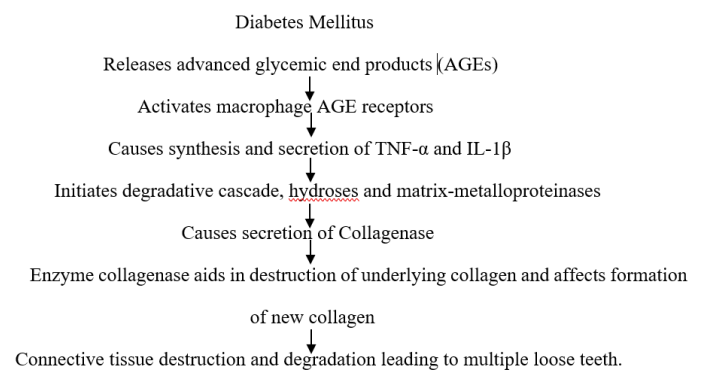 Diabetes Mellitus
Releases advanced glycemic end products (AGEs)
Activates macrophage AGE receptors
Causes synthesis and secretion of TNF-α and IL-1β
Initiates degradative cascade, hydroses and matrix-metalloproteinases
Causes secretion of Collagenase
Enzyme collagenase aids in destruction of underlying collagen and affects formation
of new collagen
Connective tissue destruction and degradation leading to multiple loose teeth.